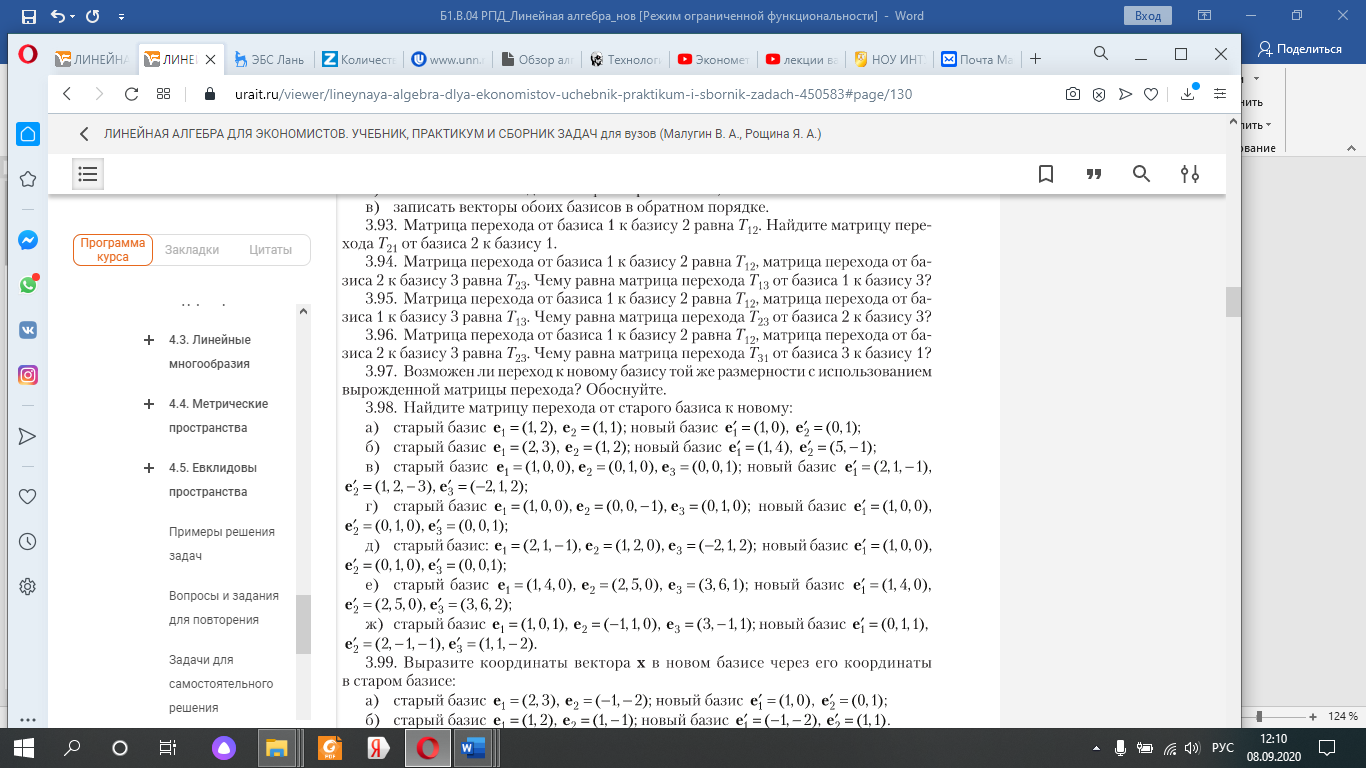 Б1.В.04 РПД_Линейная алгебра_нов [Режим ограниченной функциональности] - Word
Вход
Поделиться
ЛИНЕЙНА
ЛИНЕ
ЭБС Лань
Количест
www.unn.
Обзор ал
Технолог
Экономет
лекции ва
НОУ ИНТ
Почта Ма
urait.ru/viewer/lineynaya-algebra-dlya-ekonomistov-uchebnik-praktikum-i-sbornik-zadach-450583#page/130
ЛИНЕЙНАЯ АЛГЕБРА ДЛЯ ЭКОНОМИСТОВ. УЧЕБНИК, ПРАКТИКУМ И СБОРНИК ЗАДАЧ для вузов (Малугин В. А., Рощина Я. А.)
Программа курса
Закладки
Цитаты
4.3. Линейные
многообразия
4.4. Метрические
пространства
4.5. Евклидовы
пространства
Примеры решения
задач
Вопросы и задания
для повторения
Задачи для
самостоятельного
решения
в) записать векторы обоих базисов в обратном порядке.
3.93. Матрица перехода от базиса 1 к базису 2 равна T₁₂. Найдите матрицу пере-
хода T₂₁ от базиса 2 к базису 1.
3.94. Матрица перехода от базиса 1 к базису 2 равна T₁₂, матрица перехода от ба-
зиса 2 к базису 3 равна T₂₃. Чему равна матрица перехода T₁₃ от базиса 1 к базису 3?
3.95. Матрица перехода от базиса 1 к базису 2 равна T₁₂, матрица перехода от ба-
зиса 1 к базису 3 равна T₁₃. Чему равна матрица перехода T₂₃ от базиса 2 к базису 3?
3.96. Матрица перехода от базиса 1 к базису 2 равна T₁₂, матрица перехода от ба-
зиса 2 к базису 3 равна T₂₃. Чему равна матрица перехода T₃₁ от базиса 3 к базису 1?
3.97. Возможен ли переход к новому базису той же размерности с использованием
вырожденной матрицы перехода? Обоснуйте.
3.98. Найдите матрицу перехода от старого базиса к новому:
а) старый базис e₁ = (1, 2), e₂ = (1, 1); новый базис e′₁ = (1, 0), e′₂ = (0, 1);
б) старый базис e₁ = (2, 3), e₂ = (1, 2); новый базис e′₁ = (1, 4), e′₂ = (5, −1);
в) старый базис e₁ = (1, 0, 0), e₂ = (0, 1, 0), e₃ = (0, 0, 1); новый базис e′₁ = (2, 1, −1),
e′₂ = (1, 2, −3), e′₃ = (−2, 1, 2);
г) старый базис e₁ = (1, 0, 0), e₂ = (0, 0, −1), e₃ = (0, 1, 0); новый базис e′₁ = (1, 0, 0),
e′₂ = (0, 1, 0), e′₃ = (0, 0, 1);
д) старый базис: e₁ = (2, 1, −1), e₂ = (1, 2, 0), e₃ = (−2, 1, 2); новый базис e′₁ = (1, 0, 0),
e′₂ = (0, 1, 0), e′₃ = (0, 0, 1);
е) старый базис e₁ = (1, 4, 0), e₂ = (2, 5, 0), e₃ = (3, 6, 1); новый базис e′₁ = (1, 4, 0),
e′₂ = (2, 5, 0), e′₃ = (3, 6, 2);
ж) старый базис e₁ = (1, 0, 1), e₂ = (−1, 1, 0), e₃ = (3, −1, 1); новый базис e′₁ = (0, 1, 1),
e′₂ = (2, −1, −1), e′₃ = (1, 1, −2).
3.99. Выразите координаты вектора x в новом базисе через его координаты
в старом базисе:
а) старый базис e₁ = (2, 3), e₂ = (−1, −2); новый базис e′₁ = (1, 0), e′₂ = (0, 1);
б) старый базис e₁ = (1, 2), e₂ = (1, −1); новый базис e′₁ = (−1, −2), e′₂ = (1, 1).
нить
ить
ование
124 %
РУС
12:10
08.09.2020